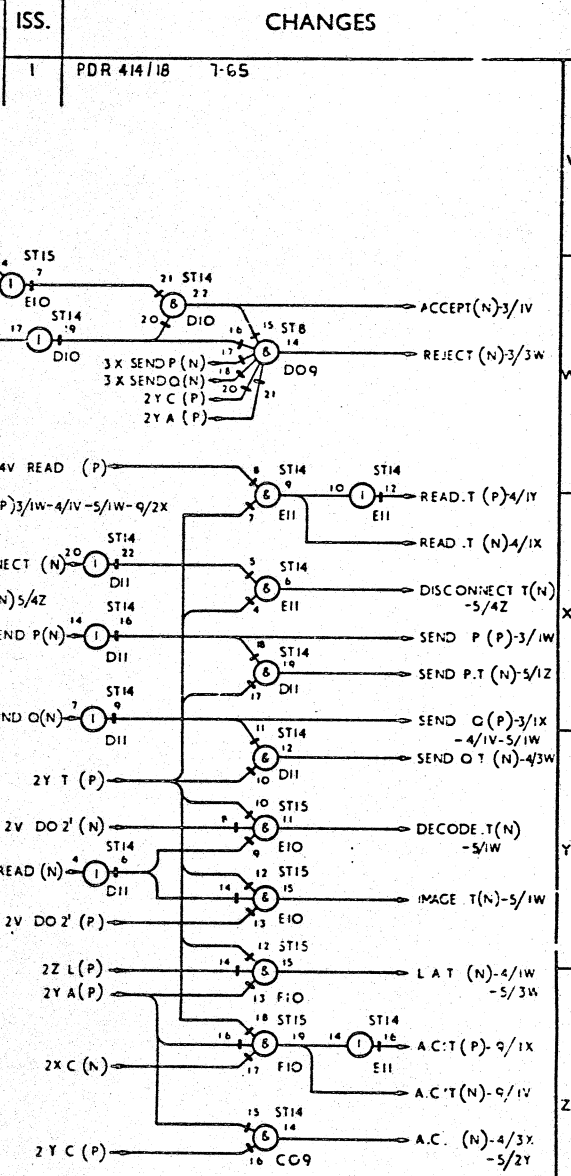 ISS. CHANGES
1 PDR 414/18 7-65
V
4 ST15
7
E10
21 ST14
22
20 D10
17 ST14
19
D10
ACCEPT(N)-3/1V
16 15 ST8
14
17
18
20 21
D09
REJECT (N)-3/3W
3X SEND P (N)
3X SEND Q (N)
2Y C (P)
2Y A (P)
W
4V READ (P)
8 ST14
9
7 E11
10 ST14
12
E11
READ.T (P)-4/1Y
P)3/1W-4/1V-5/1W-9/2X
READ.T (N)-4/1X
NECT (N) 20 ST14
22
D11
5 ST14
6
4 E11
DISCONNECT T(N)
-5/4Z
N)5/4Z
X
END P(N) 14 ST14
16
D11
SEND P (P)-3/1W
18 ST14
19
17 D11
SEND P.T (N)-5/1Z
ND Q(N) 7 ST14
9
D11
SEND Q(P)-3/1X
-4/1V-5/1W
11 ST14
12
10 D11
SEND Q T (N)-4/3W
2Y T (P)
2V DO2' (N)
10 ST15
8 11
9 E10
DECODE.T(N)
-5/1W
Y
READ (N) 4 ST14
6
D11
12 ST15
14 15
13 E10
IMAGE.T(N)-5/1W
2V DO2' (P)
2Z L(P)
12 ST15
14 15
13 F10
L A T (N)-4/1W
-5/3W
2Y A(P)
18 ST15
16 19
17 F10
14 ST14
16
E11
A.C'T(P)-9/1X
2X C (N)
A.C'T(N)-9/1V
Z
15 ST14
14
16 C09
A.C. (N)-4/3X
-5/2Y
2Y C (P)